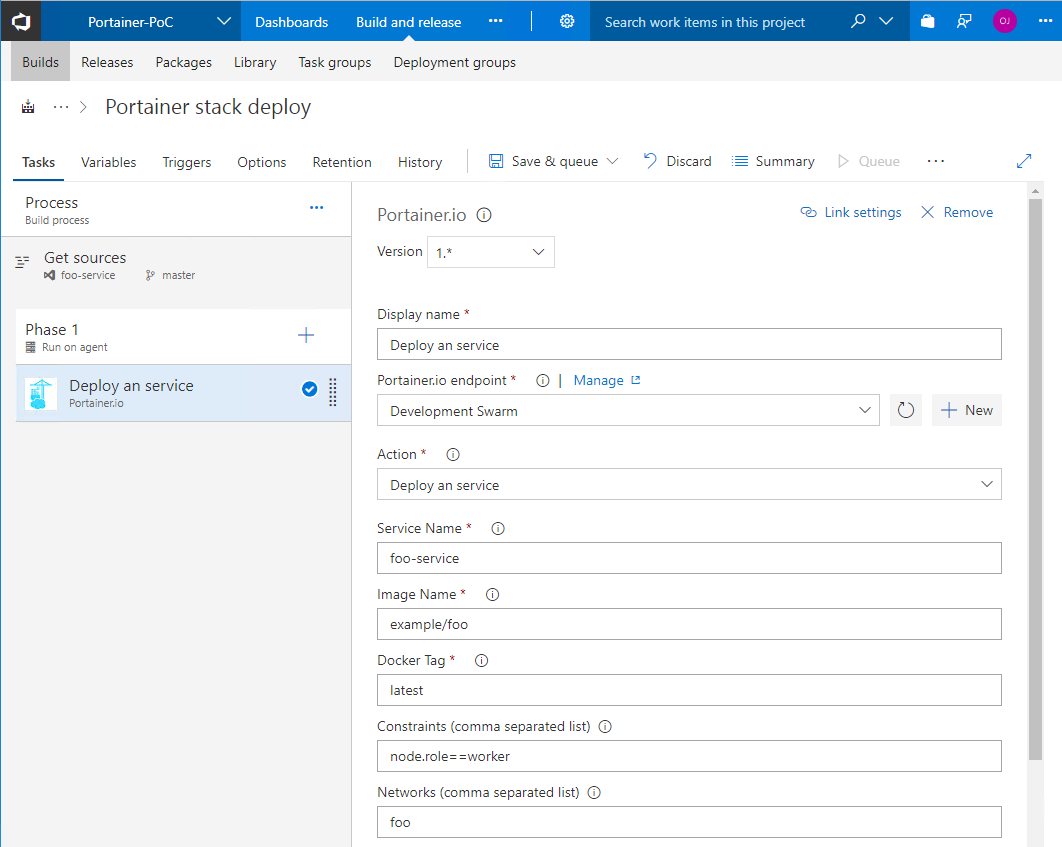 Portainer-PoC Dashboards Build and release ··· Search work items in this project OJ ···
Builds Releases Packages Library Task groups Deployment groups
··· > Portainer stack deploy
Tasks Variables Triggers Options Retention History Save & queue Discard Summary Queue ···
Process ···
Build process
Get sources
foo-service master
Phase 1
Run on agent
Deploy an service
Portainer.io
Portainer.io Link settings Remove
Version 1.*
Display name *
Deploy an service
Portainer.io endpoint * | Manage
Development Swarm New
Action *
Deploy an service
Service Name *
foo-service
Image Name *
example/foo
Docker Tag *
latest
Constraints (comma separated list)
node.role==worker
Networks (comma separated list)
foo